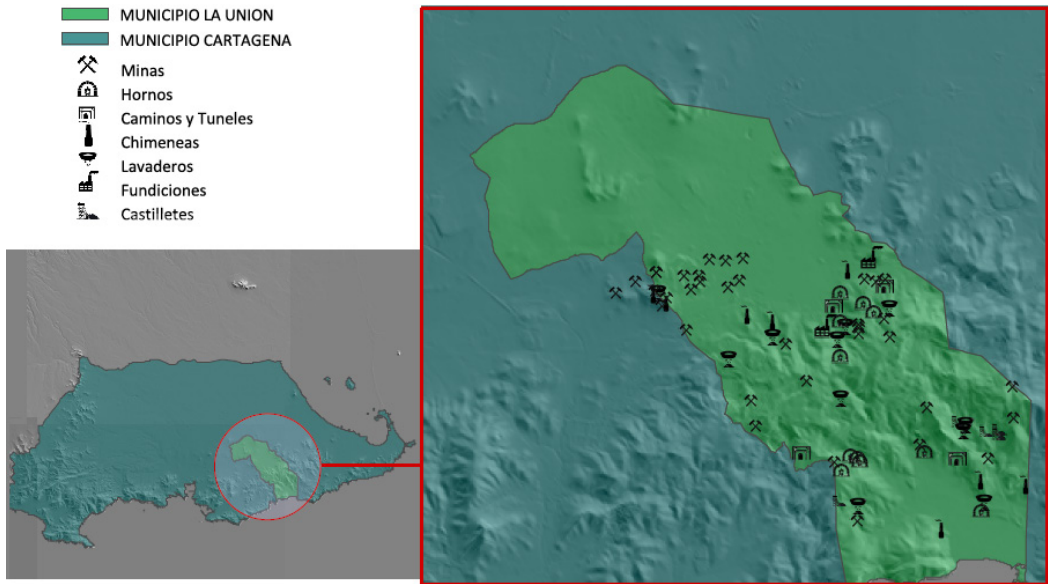 MUNICIPIO LA UNION
MUNICIPIO CARTAGENA
Minas
Hornos
Caminos y Tuneles
Chimeneas
Lavaderos
Fundiciones
Castilletes